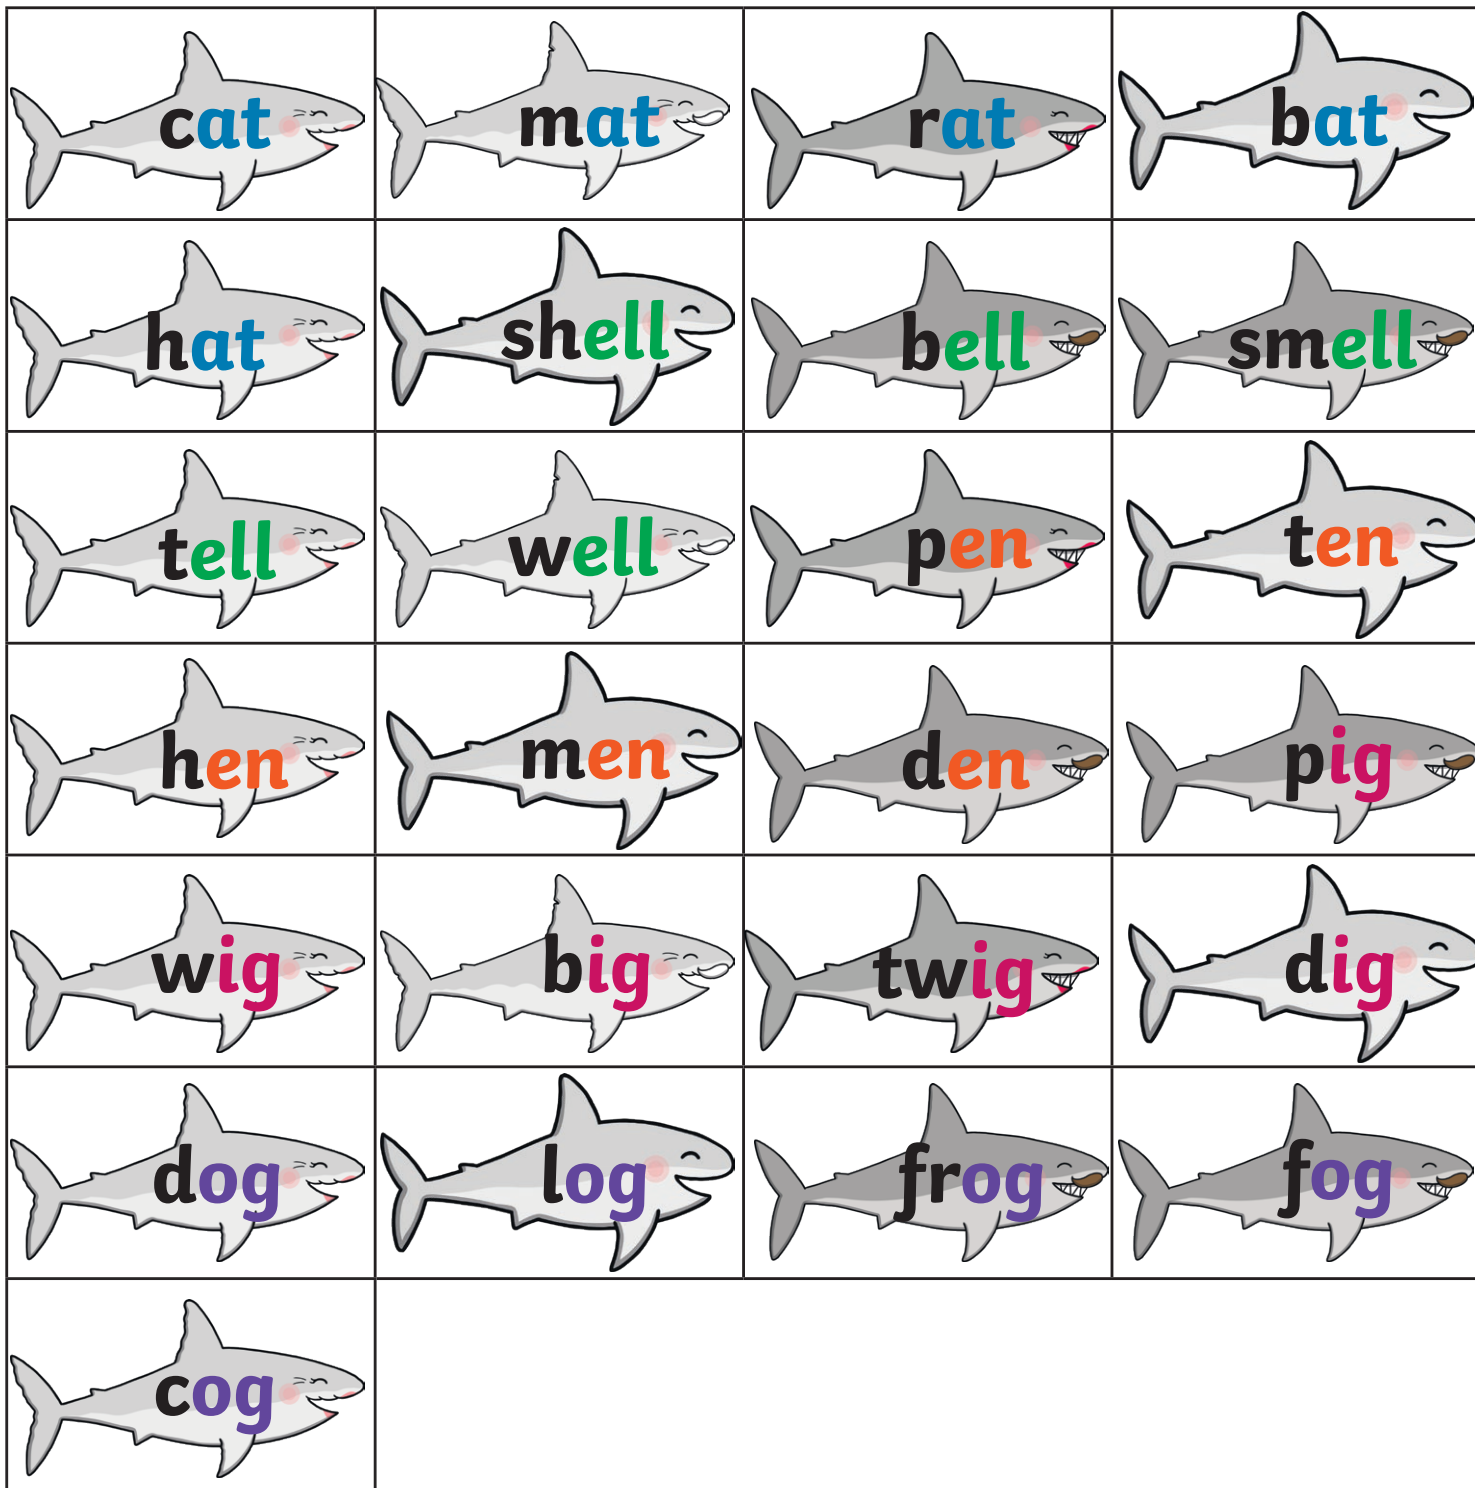 cat mat rat bat
hat shell bell smell
tell well pen ten
hen men den pig
wig big twig dig
dog log frog fog
cog